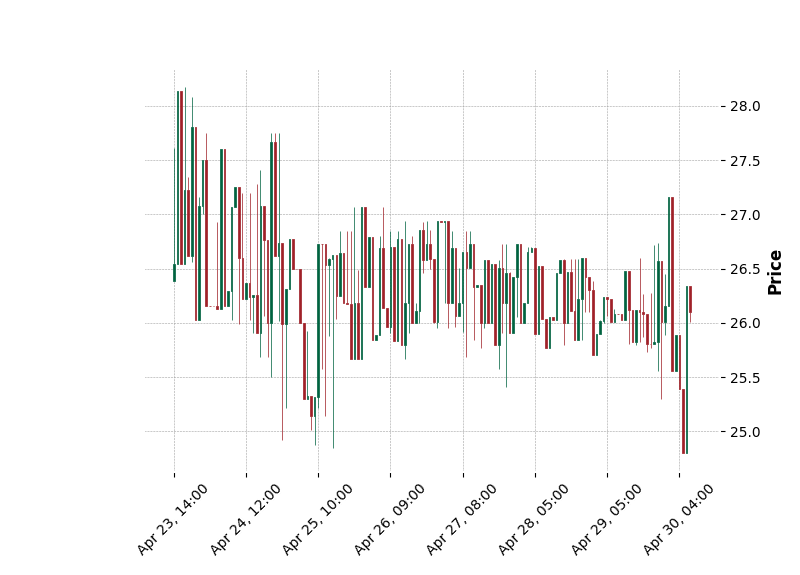 28.0
27.5
27.0
26.5
26.0
25.5
25.0
Price
Apr 23, 14:00
Apr 24, 12:00
Apr 25, 10:00
Apr 26, 09:00
Apr 27, 08:00
Apr 28, 05:00
Apr 29, 05:00
Apr 30, 04:00